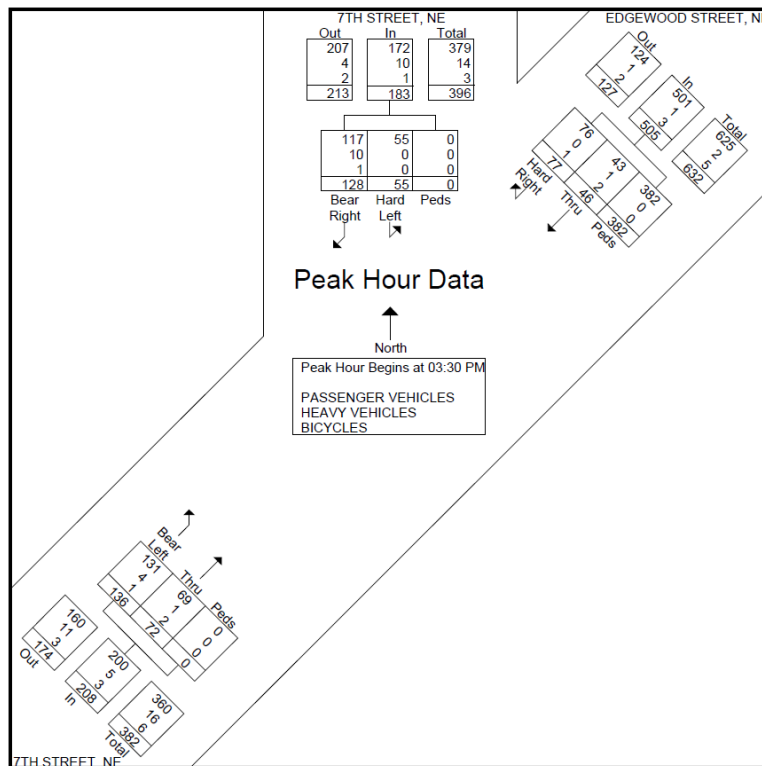 7TH STREET, NE
Out In Total
207 172 379
4 10 14
2 1 3
213 183 396
117 55 0
10 0 0
1 0 0
128 55 0
Bear Right Hard Left Peds
EDGEWOOD STREET, NE
Out In Total
124 501 625
1 1 2
2 3 5
127 505 632
76 43 382
0 1 0
1 2 0
77 46 382
Hard Right Thru Peds
Peak Hour Data
North
Peak Hour Begins at 03:30 PM
PASSENGER VEHICLES
HEAVY VEHICLES
BICYCLES
Bear Left Thru Peds
131 69 0
4 1 0
1 2 0
136 72 0
160 200 360
11 5 16
3 3 6
174 208 382
Out In Total
7TH STREET, NE